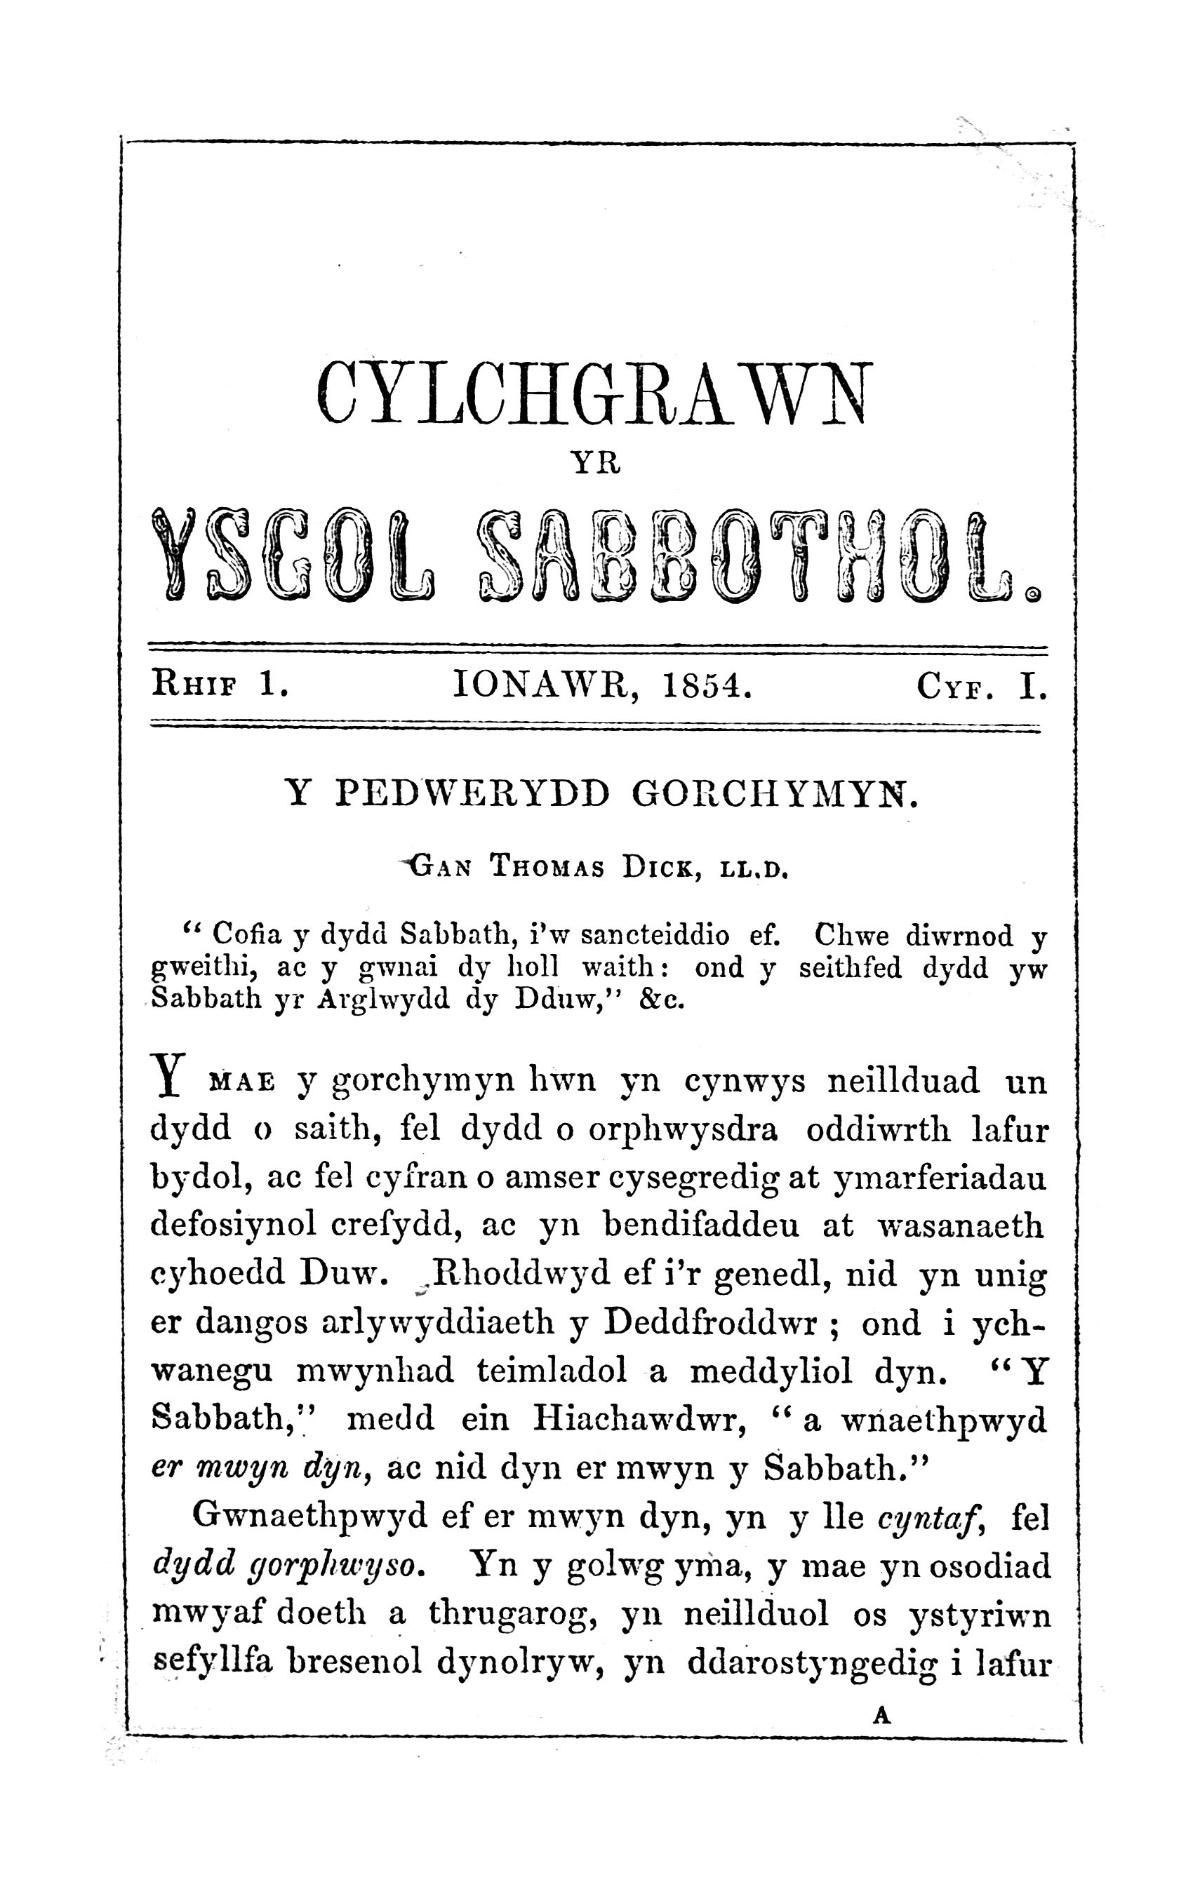 CYLCHGRAWN
YR
YSGOL SABBOTHOL.
RHIF 1. IONAWR, 1854. CYF. I.
Y PEDWERYDD GORCHYMYN.
GAN THOMAS DICK, LL.D.
“ Cofia y dydd Sabbath, i’w sancteiddio ef. Chwe diwrnod y
gweithi, ac y gwnai dy holl waith: ond y seithfed dydd yw
Sabbath yr Arglwydd dy Dduw,” &c.
Y MAE y gorchymyn hwn yn cynwys neillduad un
dydd o saith, fel dydd o orphwysdra oddiwrth lafur
bydol, ac fel cyfran o amser cysegredig at ymarferiadau
defosiynol crefydd, ac yn bendifaddeu at wasanaeth
cyhoedd Duw. Rhoddwyd ef i’r genedl, nid yn unig
er dangos arlywyddiaeth y Deddfroddwr ; ond i ych-
wanegu mwynhad teimladol a meddyliol dyn. “ Y
Sabbath,” medd ein Hiachawdwr, “ a wnaethpwyd
er mwyn dyn, ac nid dyn er mwyn y Sabbath.”
Gwnaethpwyd ef er mwyn dyn, yn y lle cyntaf, fel
dydd gorphwyso. Yn y golwg yma, y mae yn osodiad
mwyaf doeth a thrugarog, yn neillduol os ystyriwn
sefyllfa bresenol dynolryw, yn ddarostyngedig i lafur
A